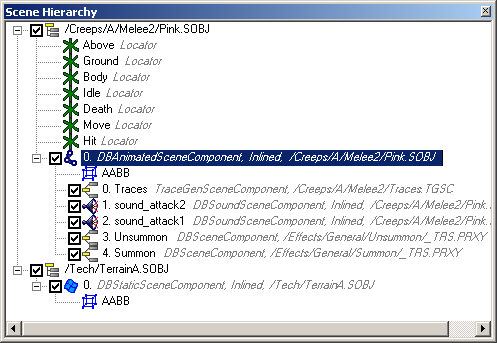 Scene Hierarchy
/Creeps/A/Melee2/Pink.SOBJ
Above Locator
Ground Locator
Body Locator
Idle Locator
Death Locator
Move Locator
Hit Locator
0. DBAnimatedSceneComponent, Inlined, /Creeps/A/Melee2/Pink.SOBJ
AABB
0. Traces TraceGenSceneComponent, /Creeps/A/Melee2/Traces.TGSC
1. sound_attack2 DBSoundSceneComponent, Inlined, /Creeps/A/Melee2/Pink.S
2. sound_attack1 DBSoundSceneComponent, Inlined, /Creeps/A/Melee2/Pink.S
3. Unsummon DBSceneComponent, /Effects/General/Unsummon/_TRS.PRXY
4. Summon DBSceneComponent, /Effects/General/Summon/_TRS.PRXY
/Tech/TerrainA.SOBJ
0. DBStaticSceneComponent, Inlined, /Tech/TerrainA.SOBJ
AABB